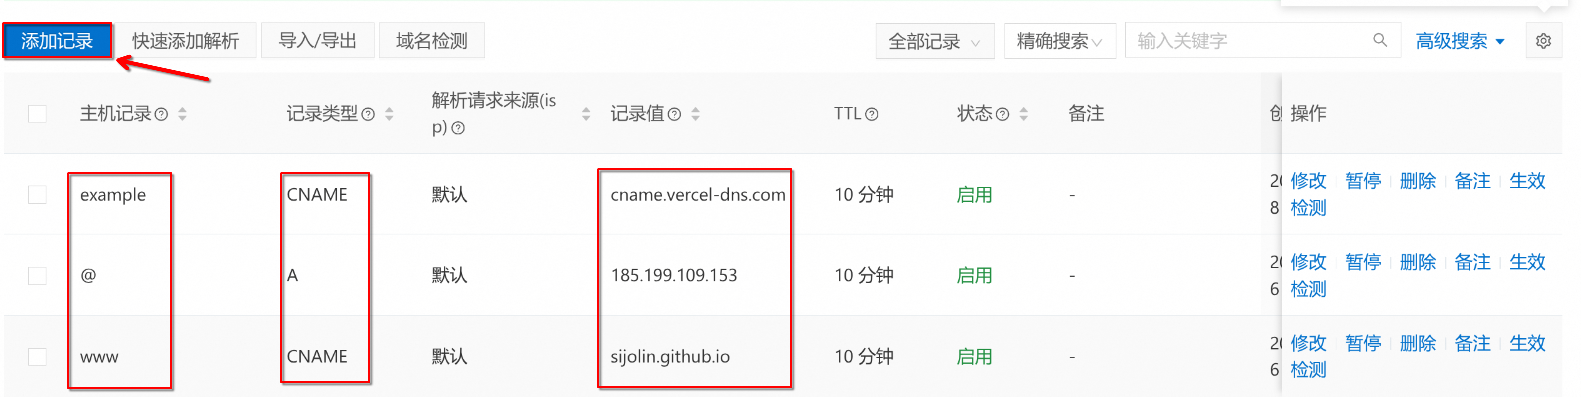 添加记录 快速添加解析 导入/导出 域名检测 全部记录 精确搜索 输入关键字 高级搜索
主机记录 记录类型 解析请求来源(is 记录值 TTL 状态 备注 操作
p)
example CNAME 默认 cname.vercel-dns.com 10 分钟 启用 - 修改 暂停 删除 备注 生效
8 检测
@ A 默认 185.199.109.153 10 分钟 启用 - 修改 暂停 删除 备注 生效
6 检测
www CNAME 默认 sijolin.github.io 10 分钟 启用 - 修改 暂停 删除 备注 生效
6 检测